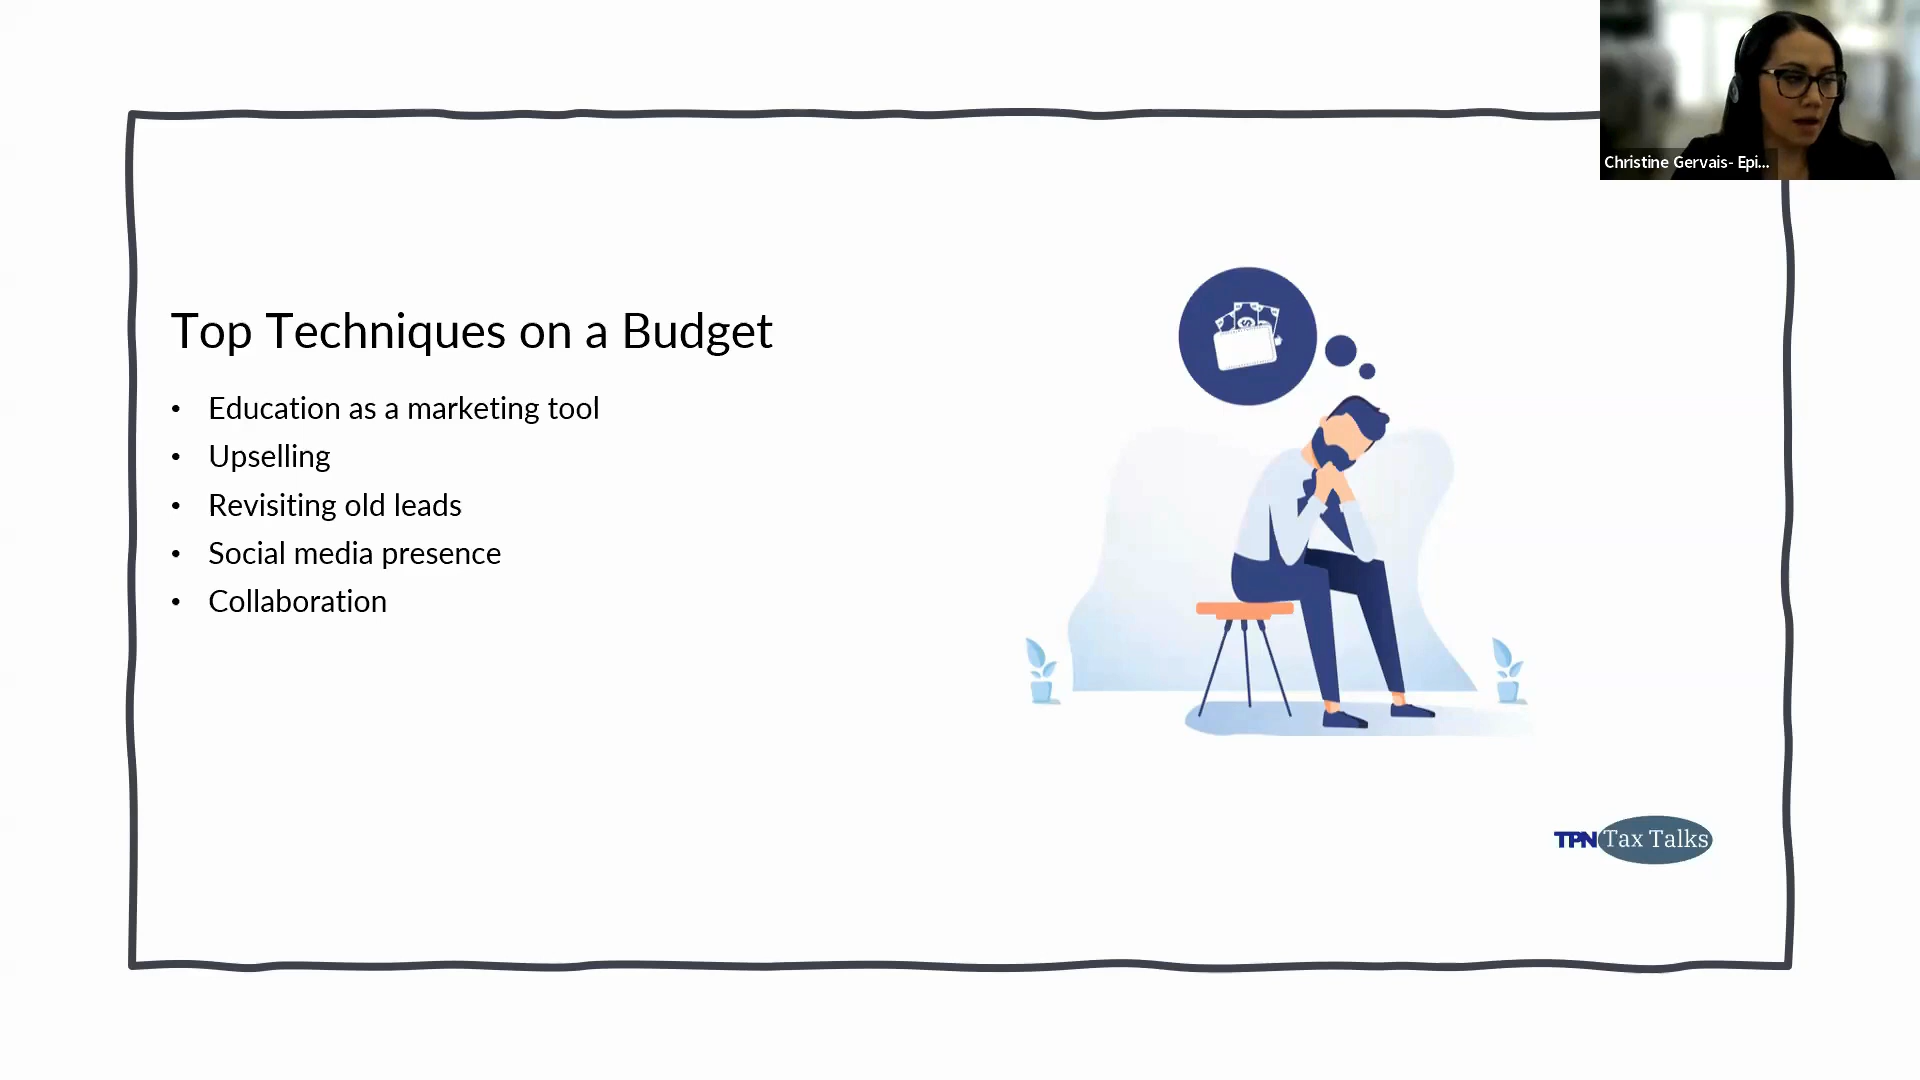 Christine Gervais- Epi...
Top Techniques on a Budget
• Education as a marketing tool
• Upselling
• Revisiting old leads
• Social media presence
• Collaboration
TPN Tax Talks